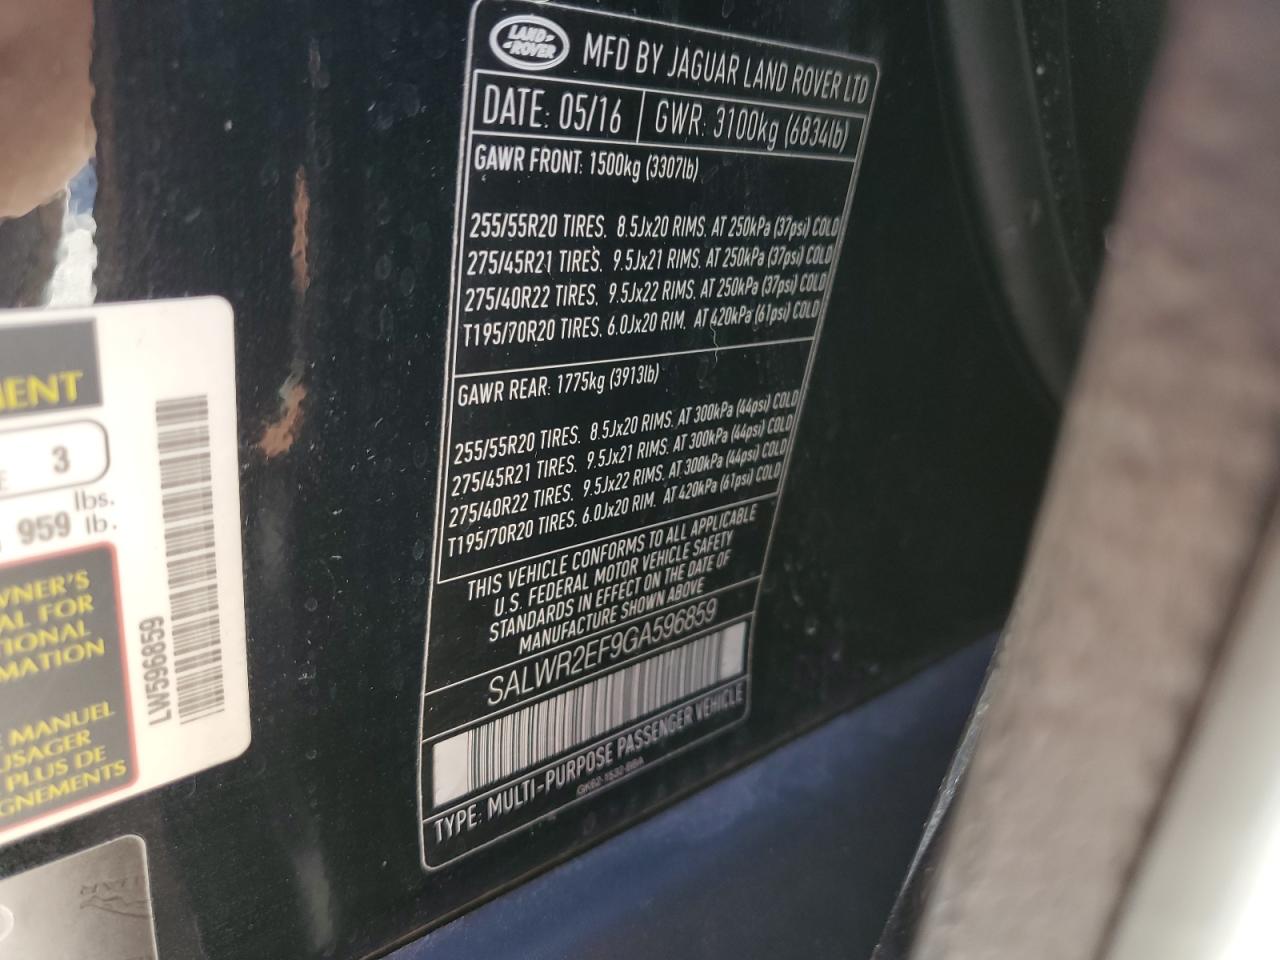 LAND
ROVER
MFD BY JAGUAR LAND ROVER LTD
DATE: 05/16
GWR: 3100kg (6834lb)
GAWR FRONT: 1500kg (3307lb)
255/55R20 TIRES. 8.5Jx20 RIMS. AT 250kPa (37psi) COLD
275/45R21 TIRES. 9.5Jx21 RIMS. AT 250kPa (37psi) COLD
275/40R22 TIRES. 9.5Jx22 RIMS. AT 250kPa (37psi) COLD
T195/70R20 TIRES. 6.0Jx20 RIM. AT 420kPa (61psi) COLD
GAWR REAR: 1775kg (3913lb)
255/55R20 TIRES. 8.5Jx20 RIMS. AT 300kPa (44psi) COLD
275/45R21 TIRES. 9.5Jx21 RIMS. AT 300kPa (44psi) COLD
275/40R22 TIRES. 9.5Jx22 RIMS. AT 300kPa (44psi) COLD
T195/70R20 TIRES. 6.0Jx20 RIM. AT 420kPa (61psi) COLD
THIS VEHICLE CONFORMS TO ALL APPLICABLE
U.S. FEDERAL MOTOR VEHICLE SAFETY
STANDARDS IN EFFECT ON THE DATE OF
MANUFACTURE SHOWN ABOVE
SALWR2EF9GA596859
TYPE: MULTI-PURPOSE PASSENGER VEHICLE
3
lbs.
959 lb.
AL FOR
MANUEL
PLUS DE
LW596859